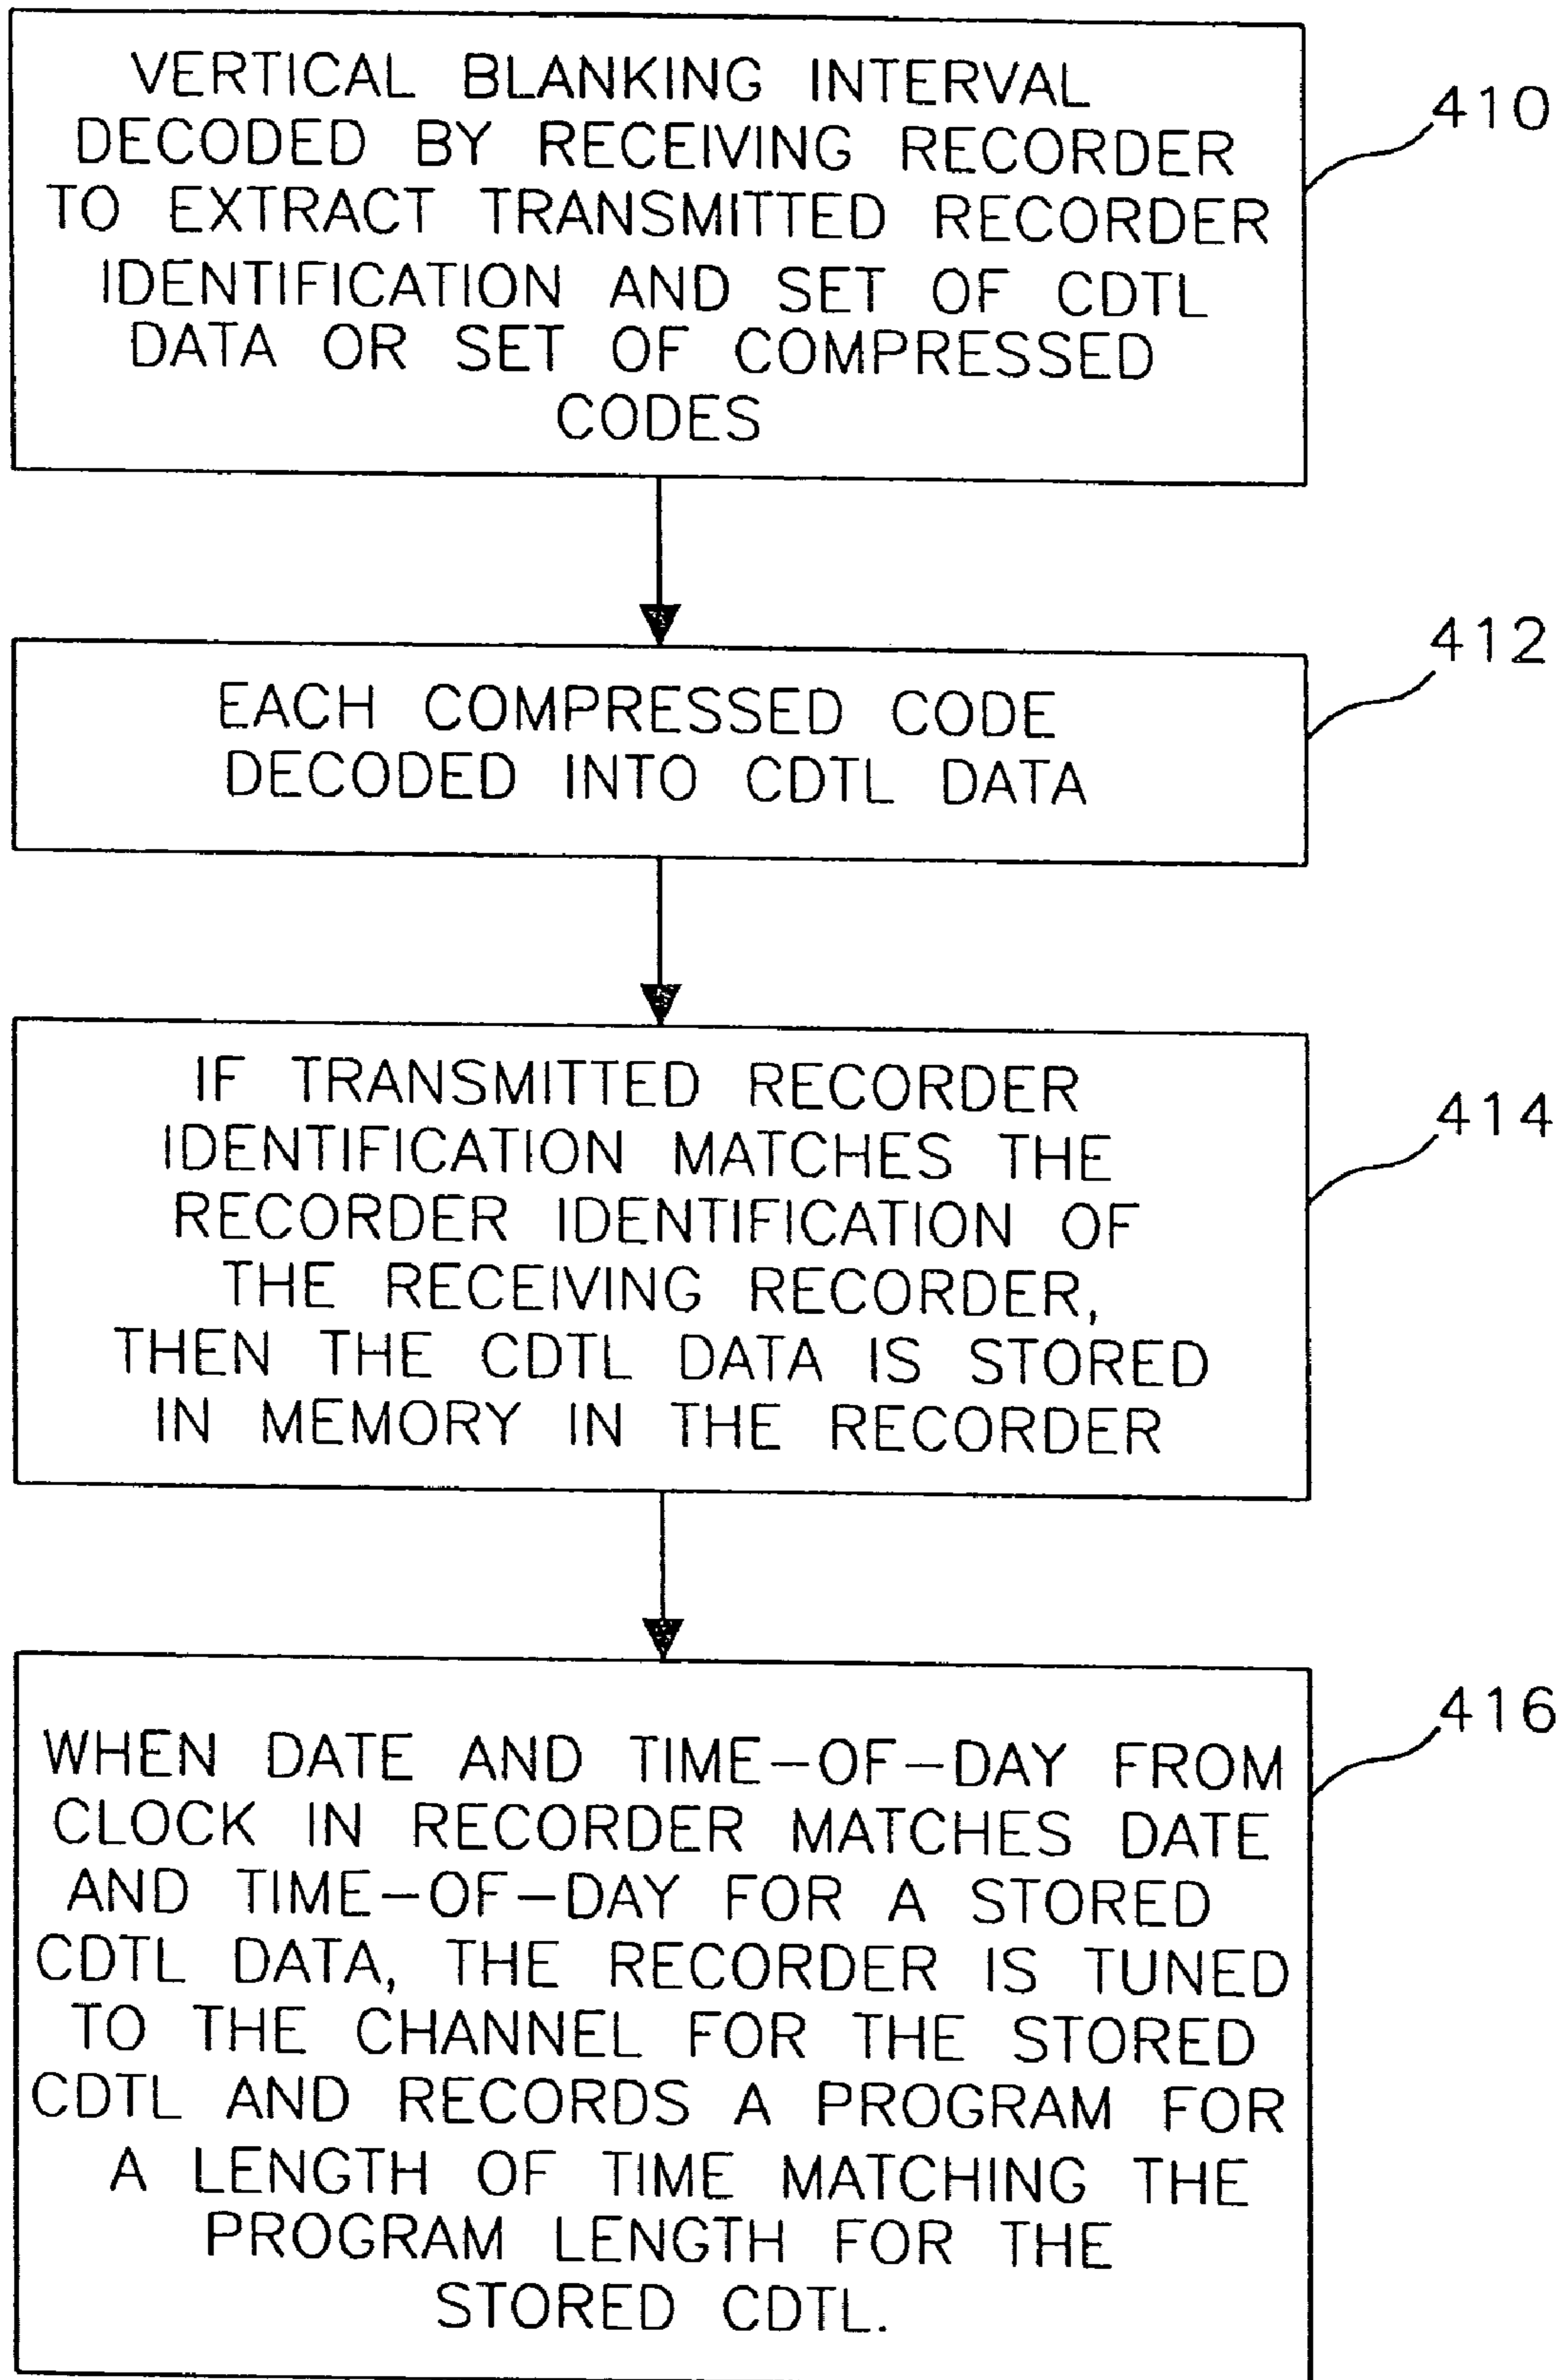 VERTICAL BLANKING INTERVAL
DECODED BY RECEIVING RECORDER
TO EXTRACT TRANSMITTED RECORDER
IDENTIFICATION AND SET OF CDTL
DATA OR SET OF COMPRESSED
CODES
410
EACH COMPRESSED CODE
DECODED INTO CDTL DATA
412
IF TRANSMITTED RECORDER
IDENTIFICATION MATCHES THE
RECORDER IDENTIFICATION OF
THE RECEIVING RECORDER,
THEN THE CDTL DATA IS STORED
IN MEMORY IN THE RECORDER
414
WHEN DATE AND TIME-OF-DAY FROM
CLOCK IN RECORDER MATCHES DATE
AND TIME-OF-DAY FOR A STORED
CDTL DATA, THE RECORDER IS TUNED
TO THE CHANNEL FOR THE STORED
CDTL AND RECORDS A PROGRAM FOR
A LENGTH OF TIME MATCHING THE
PROGRAM LENGTH FOR THE
STORED CDTL.
416